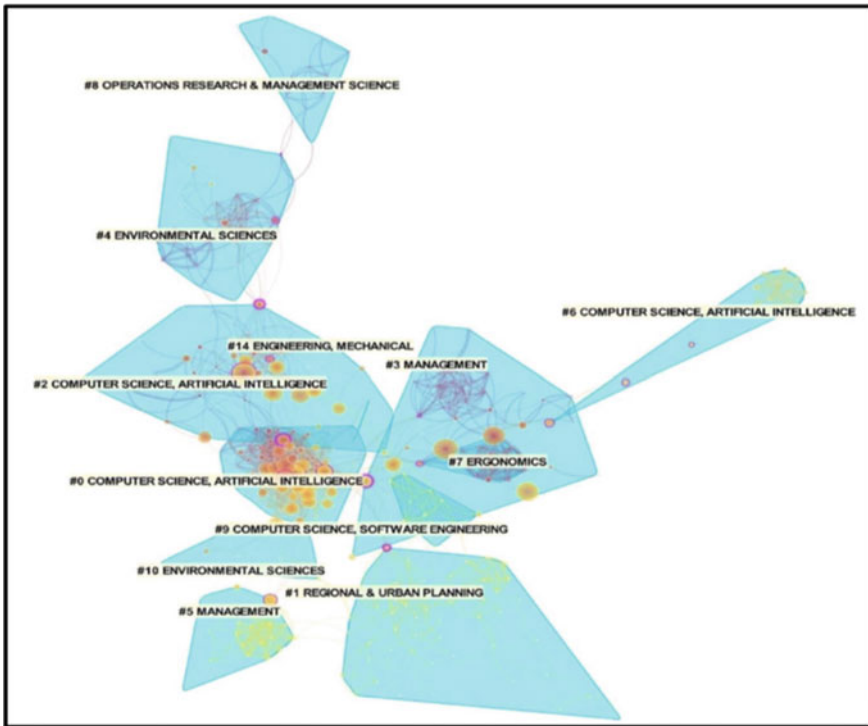 #8 OPERATIONS RESEARCH & MANAGEMENT SCIENCE
#4 ENVIRONMENTAL SCIENCES
#6 COMPUTER SCIENCE, ARTIFICIAL INTELLIGENCE
#14 ENGINEERING, MECHANICAL
#3 MANAGEMENT
#2 COMPUTER SCIENCE, ARTIFICIAL INTELLIGENCE
#7 ERGONOMICS
#0 COMPUTER SCIENCE, ARTIFICIAL INTELLIGENCE
#9 COMPUTER SCIENCE, SOFTWARE ENGINEERING
#10 ENVIRONMENTAL SCIENCES
#1 REGIONAL & URBAN PLANNING
#5 MANAGEMENT